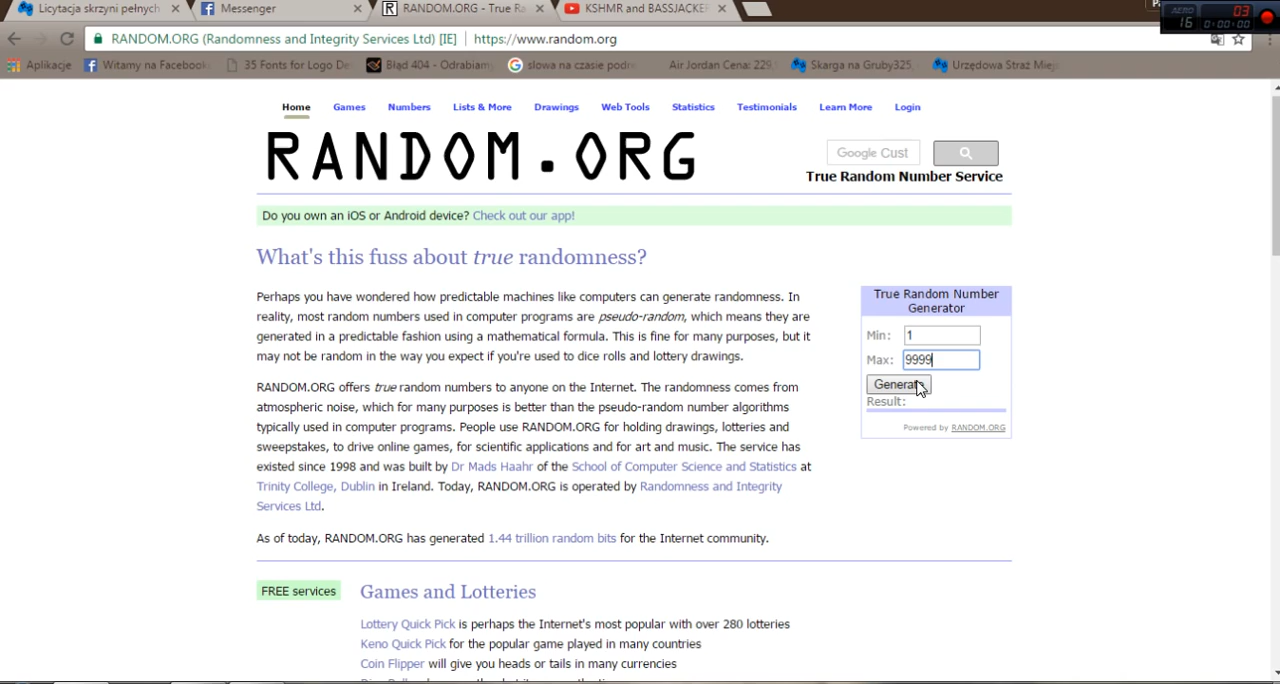 Licytacja skrzyni pełnych
Messenger
RANDOM.ORG - True Ra
KSHMR and BASSJACKER
AERO
16
03
0:00:00
RANDOM.ORG (Randomness and Integrity Services Ltd) [IE] https://www.random.org
Aplikacje Witamy na Facebooku 35 Fonts for Logo De Błąd 404 - Odrabiam slowa na czasie podr Air Jordan Cena: 229, Skarga na Gruby325, Urzędowa Straz Miej
Home Games Numbers Lists & More Drawings Web Tools Statistics Testimonials Learn More Login
RANDOM.ORG
Google Cust
True Random Number Service
Do you own an iOS or Android device? Check out our app!
What's this fuss about true randomness?
Perhaps you have wondered how predictable machines like computers can generate randomness. In
reality, most random numbers used in computer programs are pseudo-random, which means they are
generated in a predictable fashion using a mathematical formula. This is fine for many purposes, but it
may not be random in the way you expect if you're used to dice rolls and lottery drawings.
RANDOM.ORG offers true random numbers to anyone on the Internet. The randomness comes from
atmospheric noise, which for many purposes is better than the pseudo-random number algorithms
typically used in computer programs. People use RANDOM.ORG for holding drawings, lotteries and
sweepstakes, to drive online games, for scientific applications and for art and music. The service has
existed since 1998 and was built by Dr Mads Haahr of the School of Computer Science and Statistics at
Trinity College, Dublin in Ireland. Today, RANDOM.ORG is operated by Randomness and Integrity
Services Ltd.
As of today, RANDOM.ORG has generated 1.44 trillion random bits for the Internet community.
True Random Number
Generator
Min: 1
Max: 9999
Generate
Result:
Powered by RANDOM.ORG
FREE services
Games and Lotteries
Lottery Quick Pick is perhaps the Internet's most popular with over 280 lotteries
Keno Quick Pick for the popular game played in many countries
Coin Flipper will give you heads or tails in many currencies